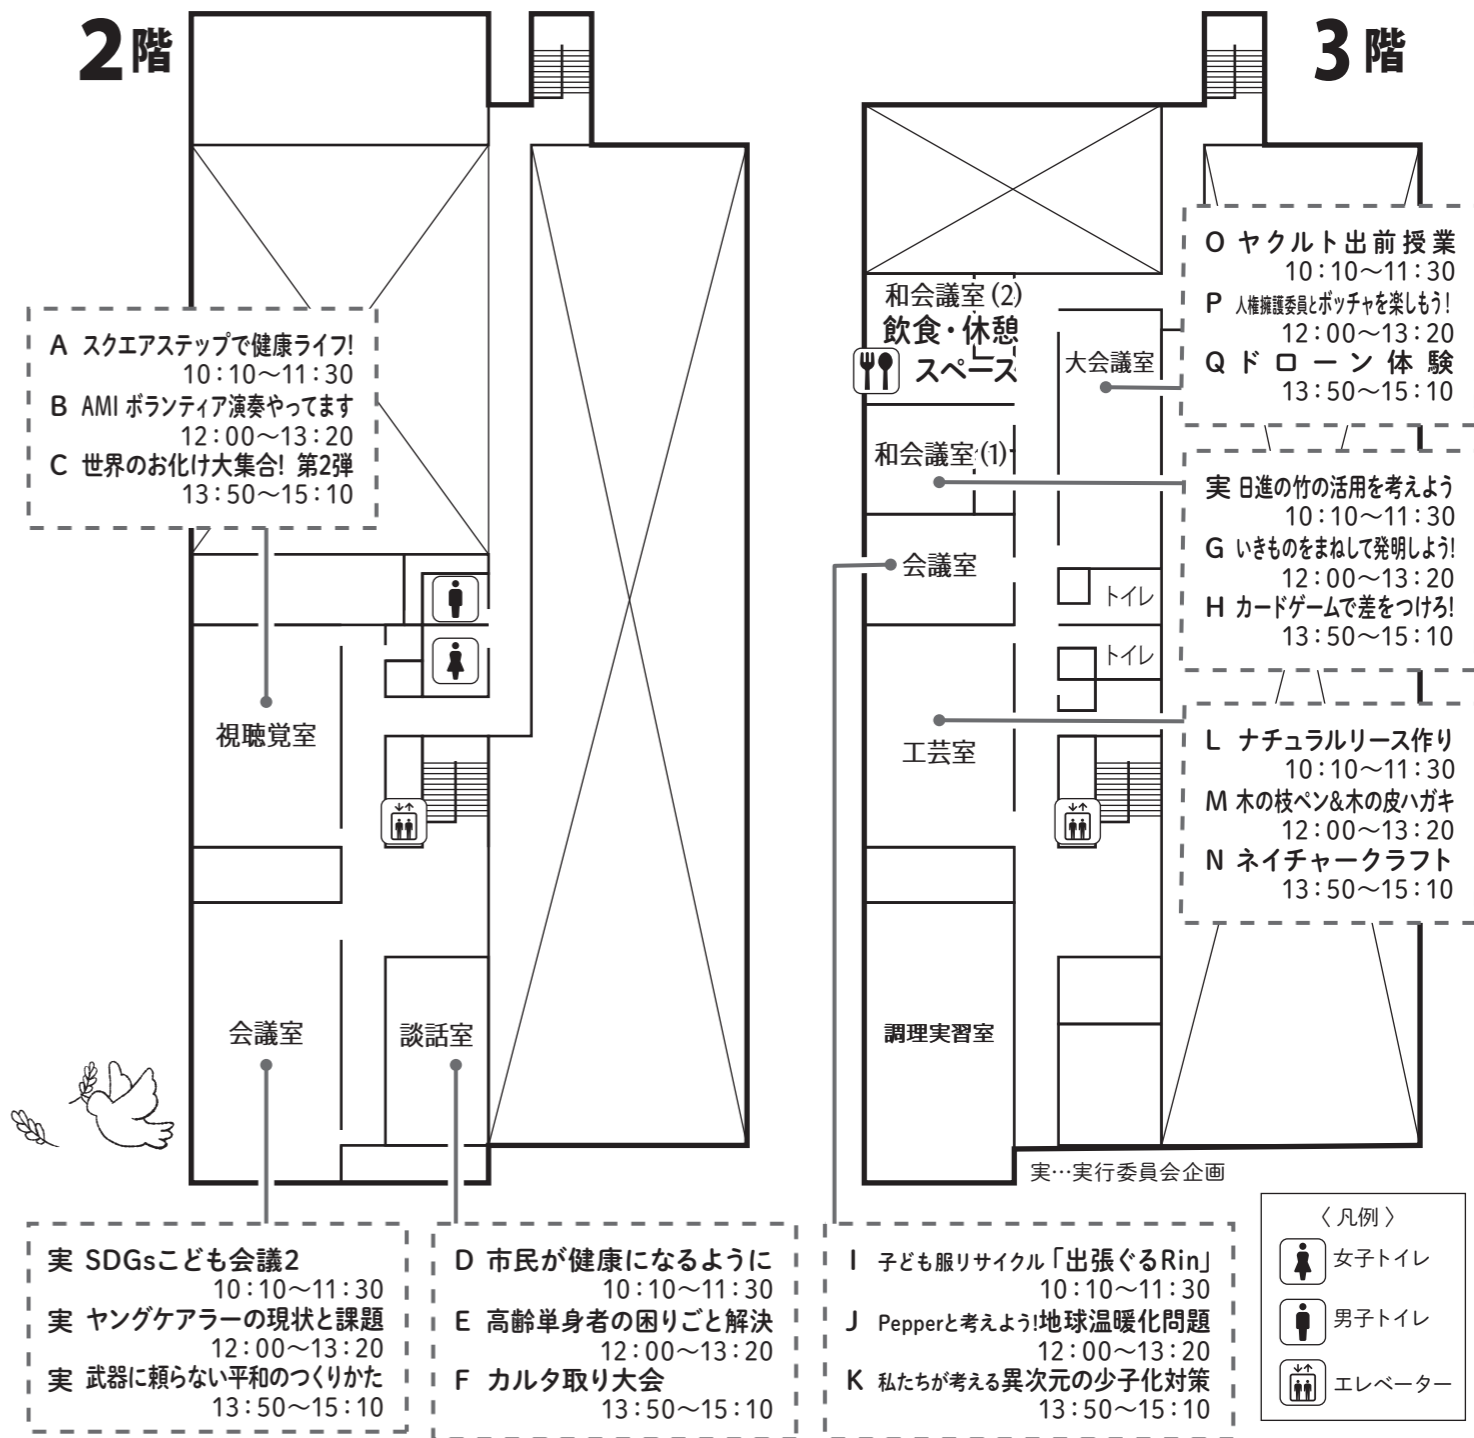 2階
A スクエアステップで健康ライフ!
10:10〜11:30
B AMI ボランティア演奏やってます
12:00〜13:20
C 世界のお化け大集合! 第2弾
13:50〜15:10
視聴覚室
会議室
談話室
実 SDGsこども会議2
10:10〜11:30
実 ヤングケアラーの現状と課題
12:00〜13:20
実 武器に頼らない平和のつくりかた
13:50〜15:10
D 市民が健康になるように
10:10〜11:30
E 高齢単身者の困りごと解決
12:00〜13:20
F カルタ取り大会
13:50〜15:10
3階
和会議室(2)
飲食・休憩
スペース
大会議室
和会議室(1)
会議室
トイレ
トイレ
工芸室
調理実習室
O ヤクルト出前授業
10:10〜11:30
P 人権擁護委員とボッチャを楽しもう!
12:00〜13:20
Q ドローン体験
13:50〜15:10
実 日進の竹の活用を考えよう
10:10〜11:30
G いきものをまねして発明しよう!
12:00〜13:20
H カードゲームで差をつけろ!
13:50〜15:10
L ナチュラルリース作り
10:10〜11:30
M 木の枝ペン&木の皮ハガキ
12:00〜13:20
N ネイチャークラフト
13:50〜15:10
実…実行委員会企画
I 子ども服リサイクル「出張ぐるRin」
10:10〜11:30
J Pepperと考えよう!地球温暖化問題
12:00〜13:20
K 私たちが考える異次元の少子化対策
13:50〜15:10
〈凡例〉
女子トイレ
男子トイレ
エレベーター